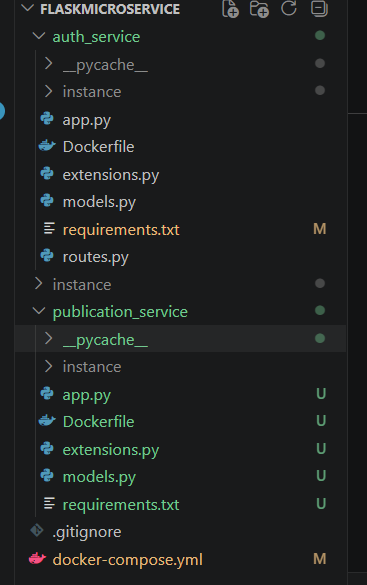 FLASKMICROSERVICE
auth_service
__pycache__
instance
app.py
Dockerfile
extensions.py
models.py
requirements.txt M
routes.py
instance
publication_service
__pycache__
instance
app.py U
Dockerfile U
extensions.py U
models.py U
requirements.txt U
.gitignore
docker-compose.yml M